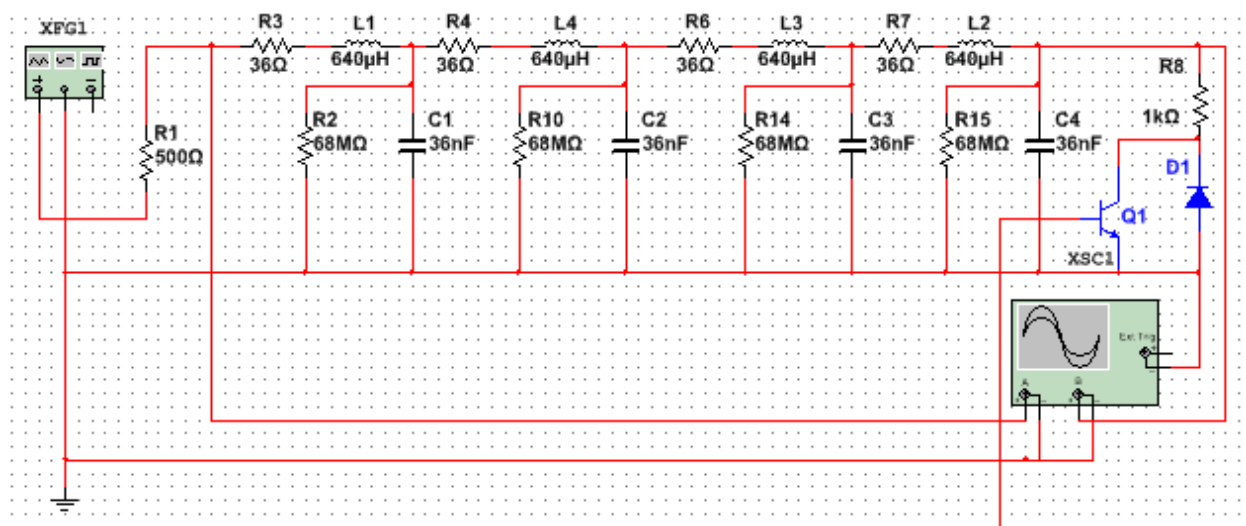 XFG1
R3
36Ω
L1
640µH
R4
36Ω
L4
640µH
R6
36Ω
L3
640µH
R7
36Ω
L2
640µH
R8
1kΩ
R1
500Ω
R2
68MΩ
C1
36nF
R10
68MΩ
C2
36nF
R14
68MΩ
C3
36nF
R15
68MΩ
C4
36nF
D1
Q1
XSC1
Ext Trig
A
B